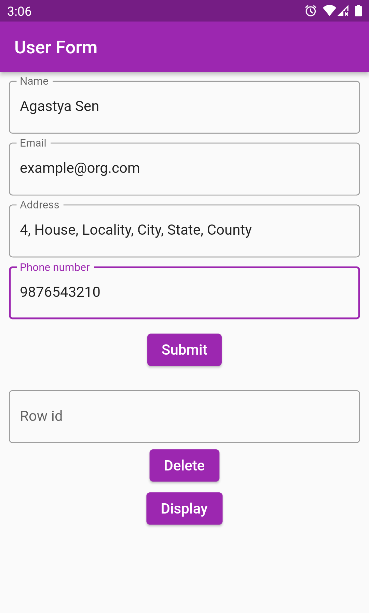 3:06
User Form
Name
Agastya Sen
Email
example@org.com
Address
4, House, Locality, City, State, County
Phone number
9876543210
Submit
Row id
Delete
Display